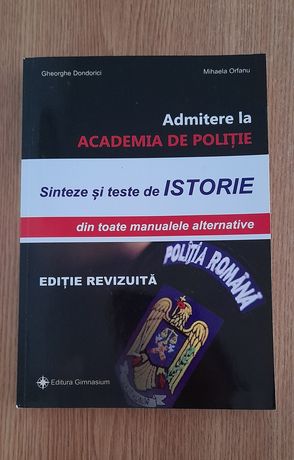 Gheorghe Dondorici
Mihaela Orfanu
Admitere la
ACADEMIA DE POLIȚIE
Sinteze și teste de ISTORIE
din toate manualele alternative
POLIȚIA ROMÂNĂ
EDIȚIE REVIZUITĂ
Editura Gimnasium